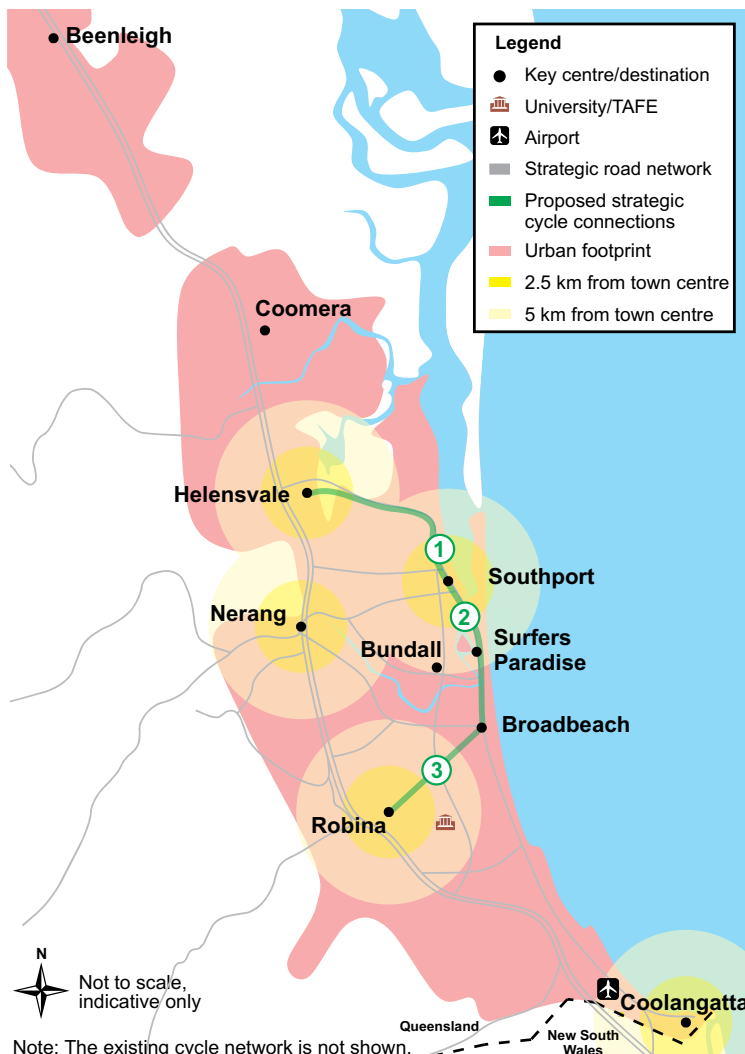 Beenleigh
Legend
Key centre/destination
University/TAFE
Airport
Strategic road network
Proposed strategic
cycle connections
Urban footprint
2.5 km from town centre
5 km from town centre
Coomera
Helensvale
1
Southport
Nerang
2
Bundall
Surfers
Paradise
Broadbeach
3
Robina
N
Not to scale,
indicative only
Coolangatta
Queensland
New South
Wales
Note: The existing cycle network is not shown.